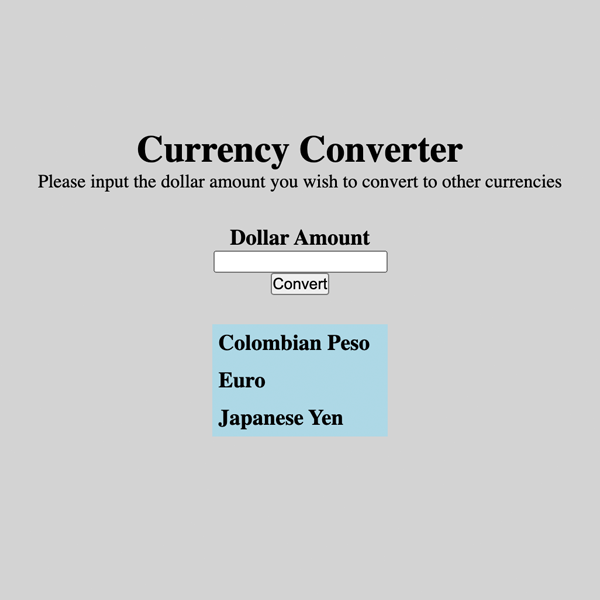 Currency Converter
Please input the dollar amount you wish to convert to other currencies
Dollar Amount
Convert
Colombian Peso
Euro
Japanese Yen